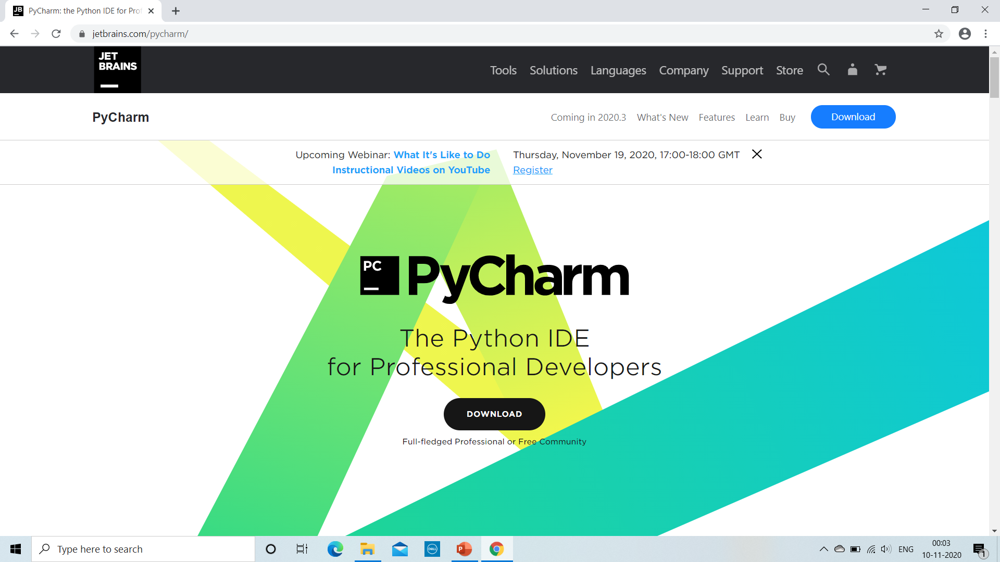 JB
PyCharm: the Python IDE for Prof
jetbrains.com/pycharm/
JET
BRAINS
Tools Solutions Languages Company Support Store
PyCharm
Coming in 2020.3 What's New Features Learn Buy Download
Upcoming Webinar: What It's Like to Do
Instructional Videos on YouTube
Thursday, November 19, 2020, 17:00-18:00 GMT
Register
PC
PyCharm
The Python IDE
for Professional Developers
DOWNLOAD
Full-fledged Professional or Free Community
Type here to search
DELL
P
ENG
00:03
10-11-2020
1